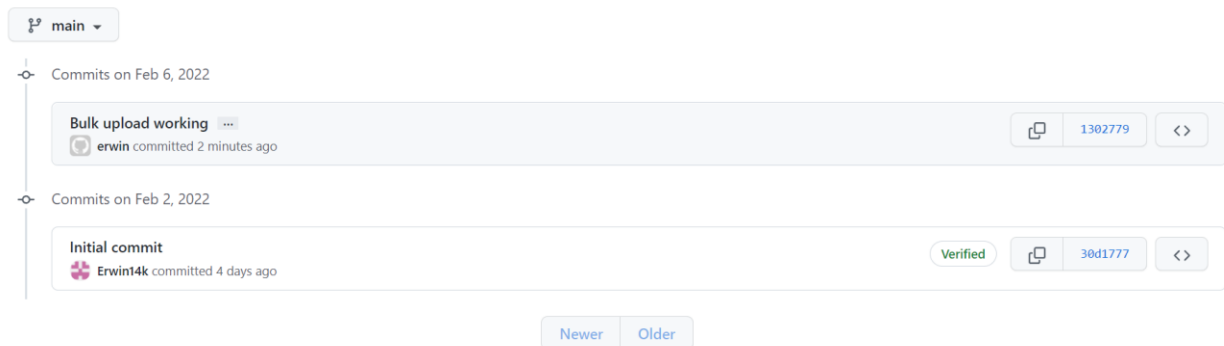 main
Commits on Feb 6, 2022
Bulk upload working ...
1302779
erwin committed 2 minutes ago
Commits on Feb 2, 2022
Initial commit
Verified
30d1777
Erwin14k committed 4 days ago
Newer Older